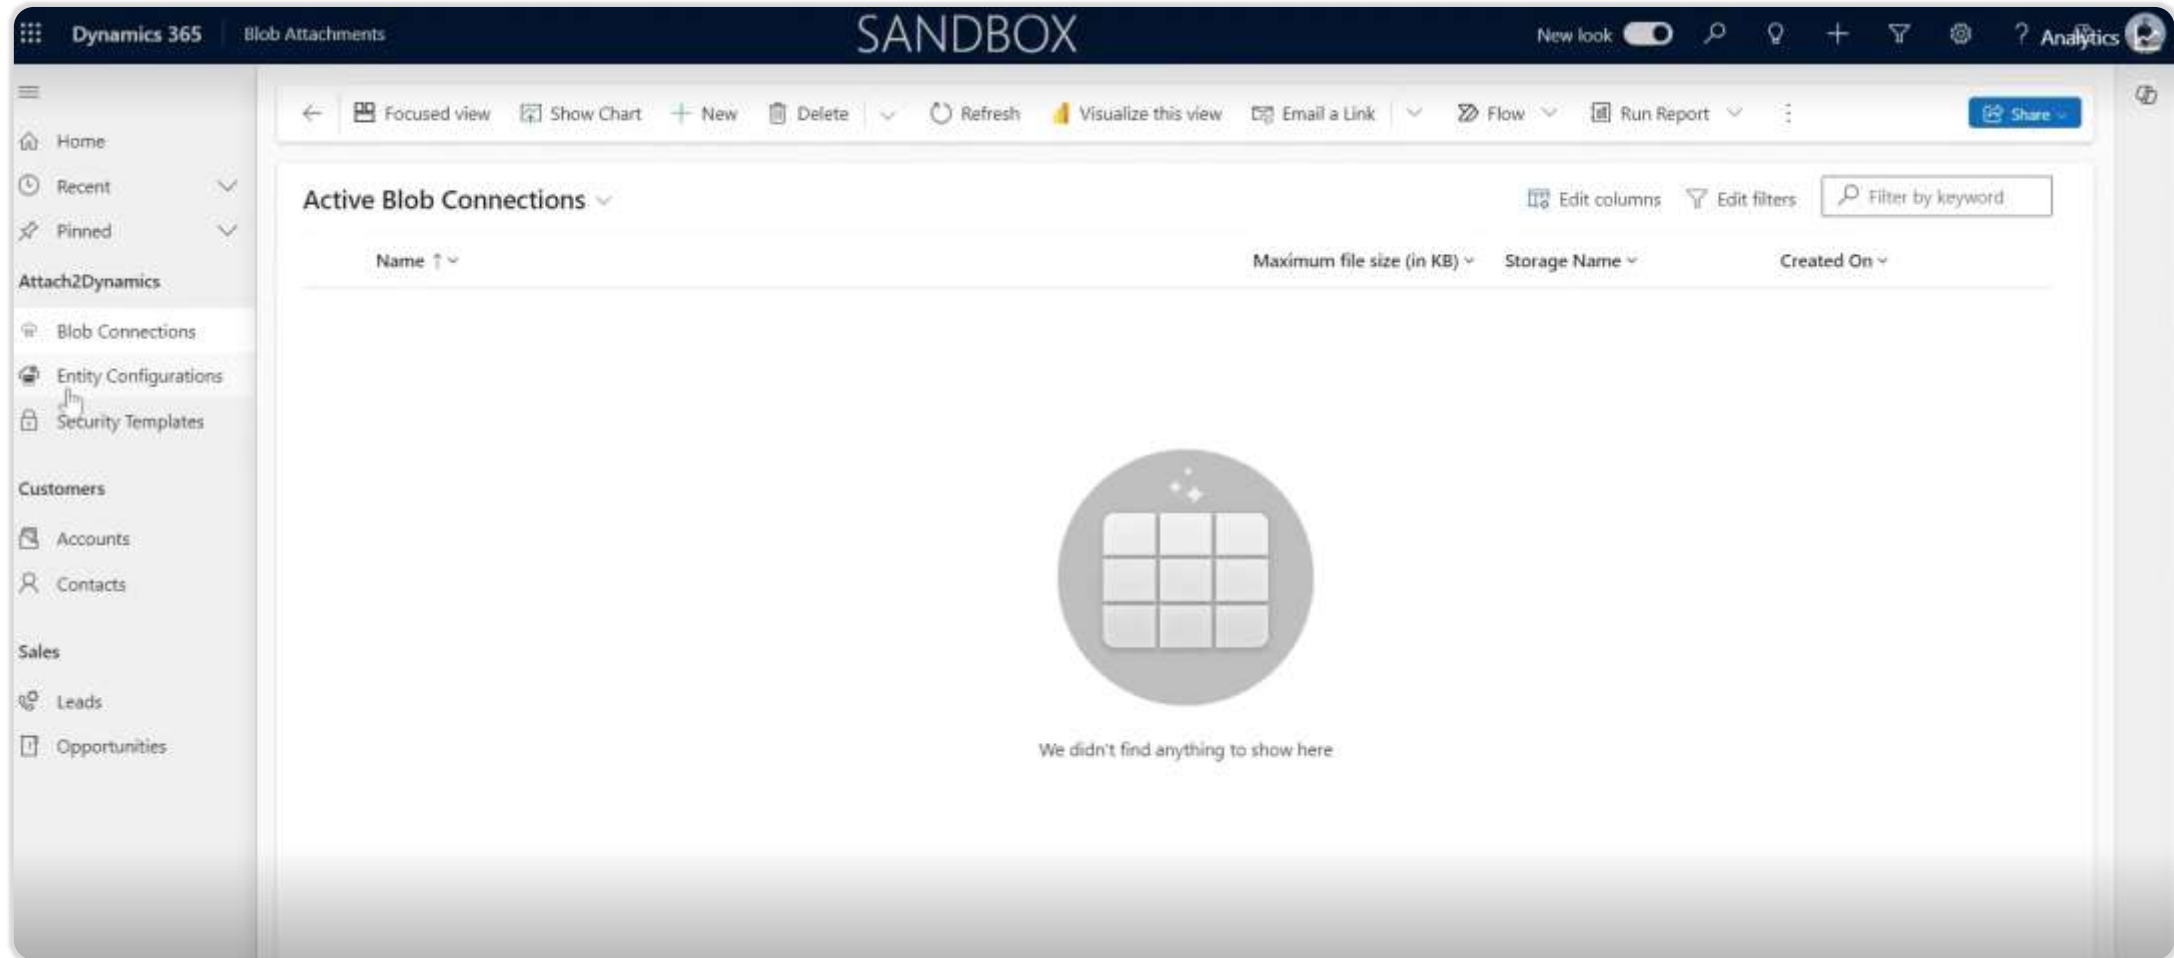 Dynamics 365 Blob Attachments SANDBOX New look ? Analytics
Focused view Show Chart New Delete Refresh Visualize this view Email a Link Flow Run Report Share
Home
Recent
Pinned
Attach2Dynamics
Blob Connections
Entity Configurations
Security Templates
Customers
Accounts
Contacts
Sales
Leads
Opportunities
Active Blob Connections Edit columns Edit filters Filter by keyword
Name ↑ Maximum file size (in KB) Storage Name Created On
We didn't find anything to show here